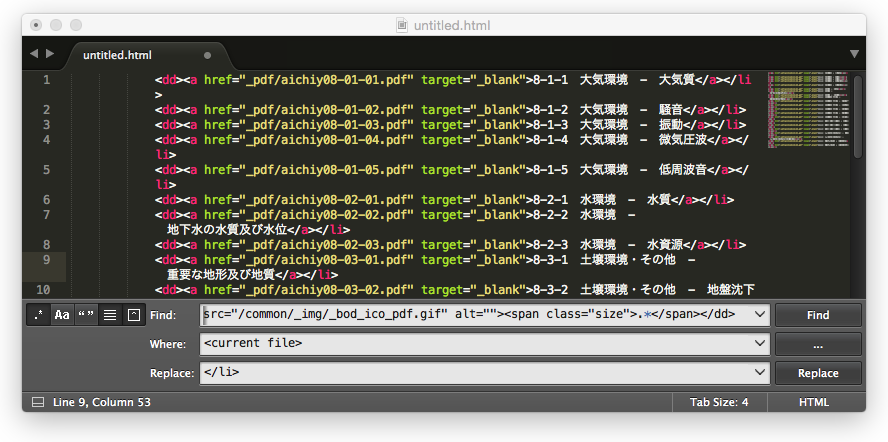 untitled.html
untitled.html
1 <dd><a href="_pdf/aichiy08-01-01.pdf" target="_blank">8-1-1 大気環境 － 大気質</a></li
>
2 <dd><a href="_pdf/aichiy08-01-02.pdf" target="_blank">8-1-2 大気環境 － 騒音</a></li>
3 <dd><a href="_pdf/aichiy08-01-03.pdf" target="_blank">8-1-3 大気環境 － 振動</a></li>
4 <dd><a href="_pdf/aichiy08-01-04.pdf" target="_blank">8-1-4 大気環境 － 微気圧波</a></
li>
5 <dd><a href="_pdf/aichiy08-01-05.pdf" target="_blank">8-1-5 大気環境 － 低周波音</a></
li>
6 <dd><a href="_pdf/aichiy08-02-01.pdf" target="_blank">8-2-1 水環境 － 水質</a></li>
7 <dd><a href="_pdf/aichiy08-02-02.pdf" target="_blank">8-2-2 水環境 －
地下水の水質及び水位</a></li>
8 <dd><a href="_pdf/aichiy08-02-03.pdf" target="_blank">8-2-3 水環境 － 水資源</a></li>
9 <dd><a href="_pdf/aichiy08-03-01.pdf" target="_blank">8-3-1 土壌環境・その他 －
重要な地形及び地質</a></li>
10 <dd><a href="_pdf/aichiy08-03-02.pdf" target="_blank">8-3-2 土壌環境・その他 － 地盤沈下
.* Aa “” Find: src="/common/_img/_bod_ico_pdf.gif" alt=""><span class="size">.*</span></dd> Find
Where: <current file> ...
Replace: </li> Replace
Line 9, Column 53 Tab Size: 4 HTML